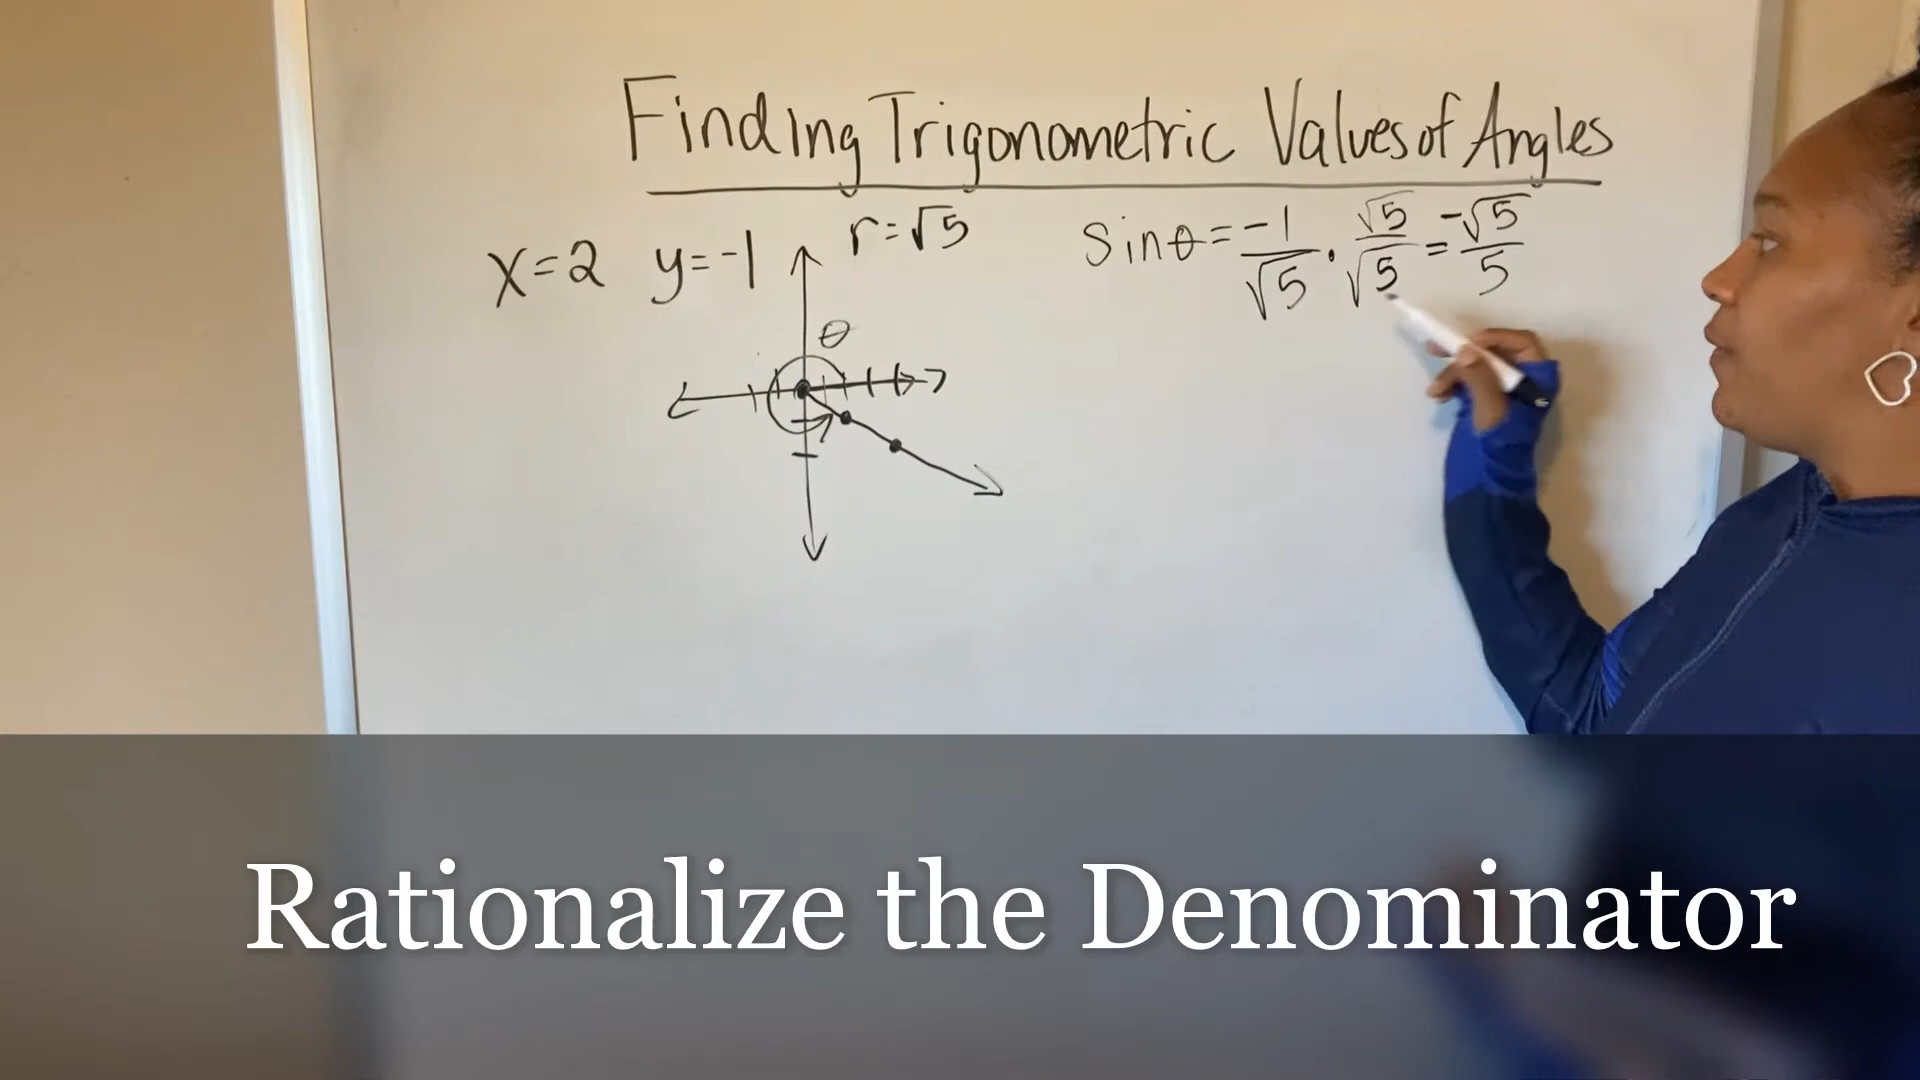 Finding Trigonometric Values of Angles
x=2 y=-1 r=√5
sinθ = -1/√5 · √5/√5 = -√5/5
θ
Rationalize the Denominator